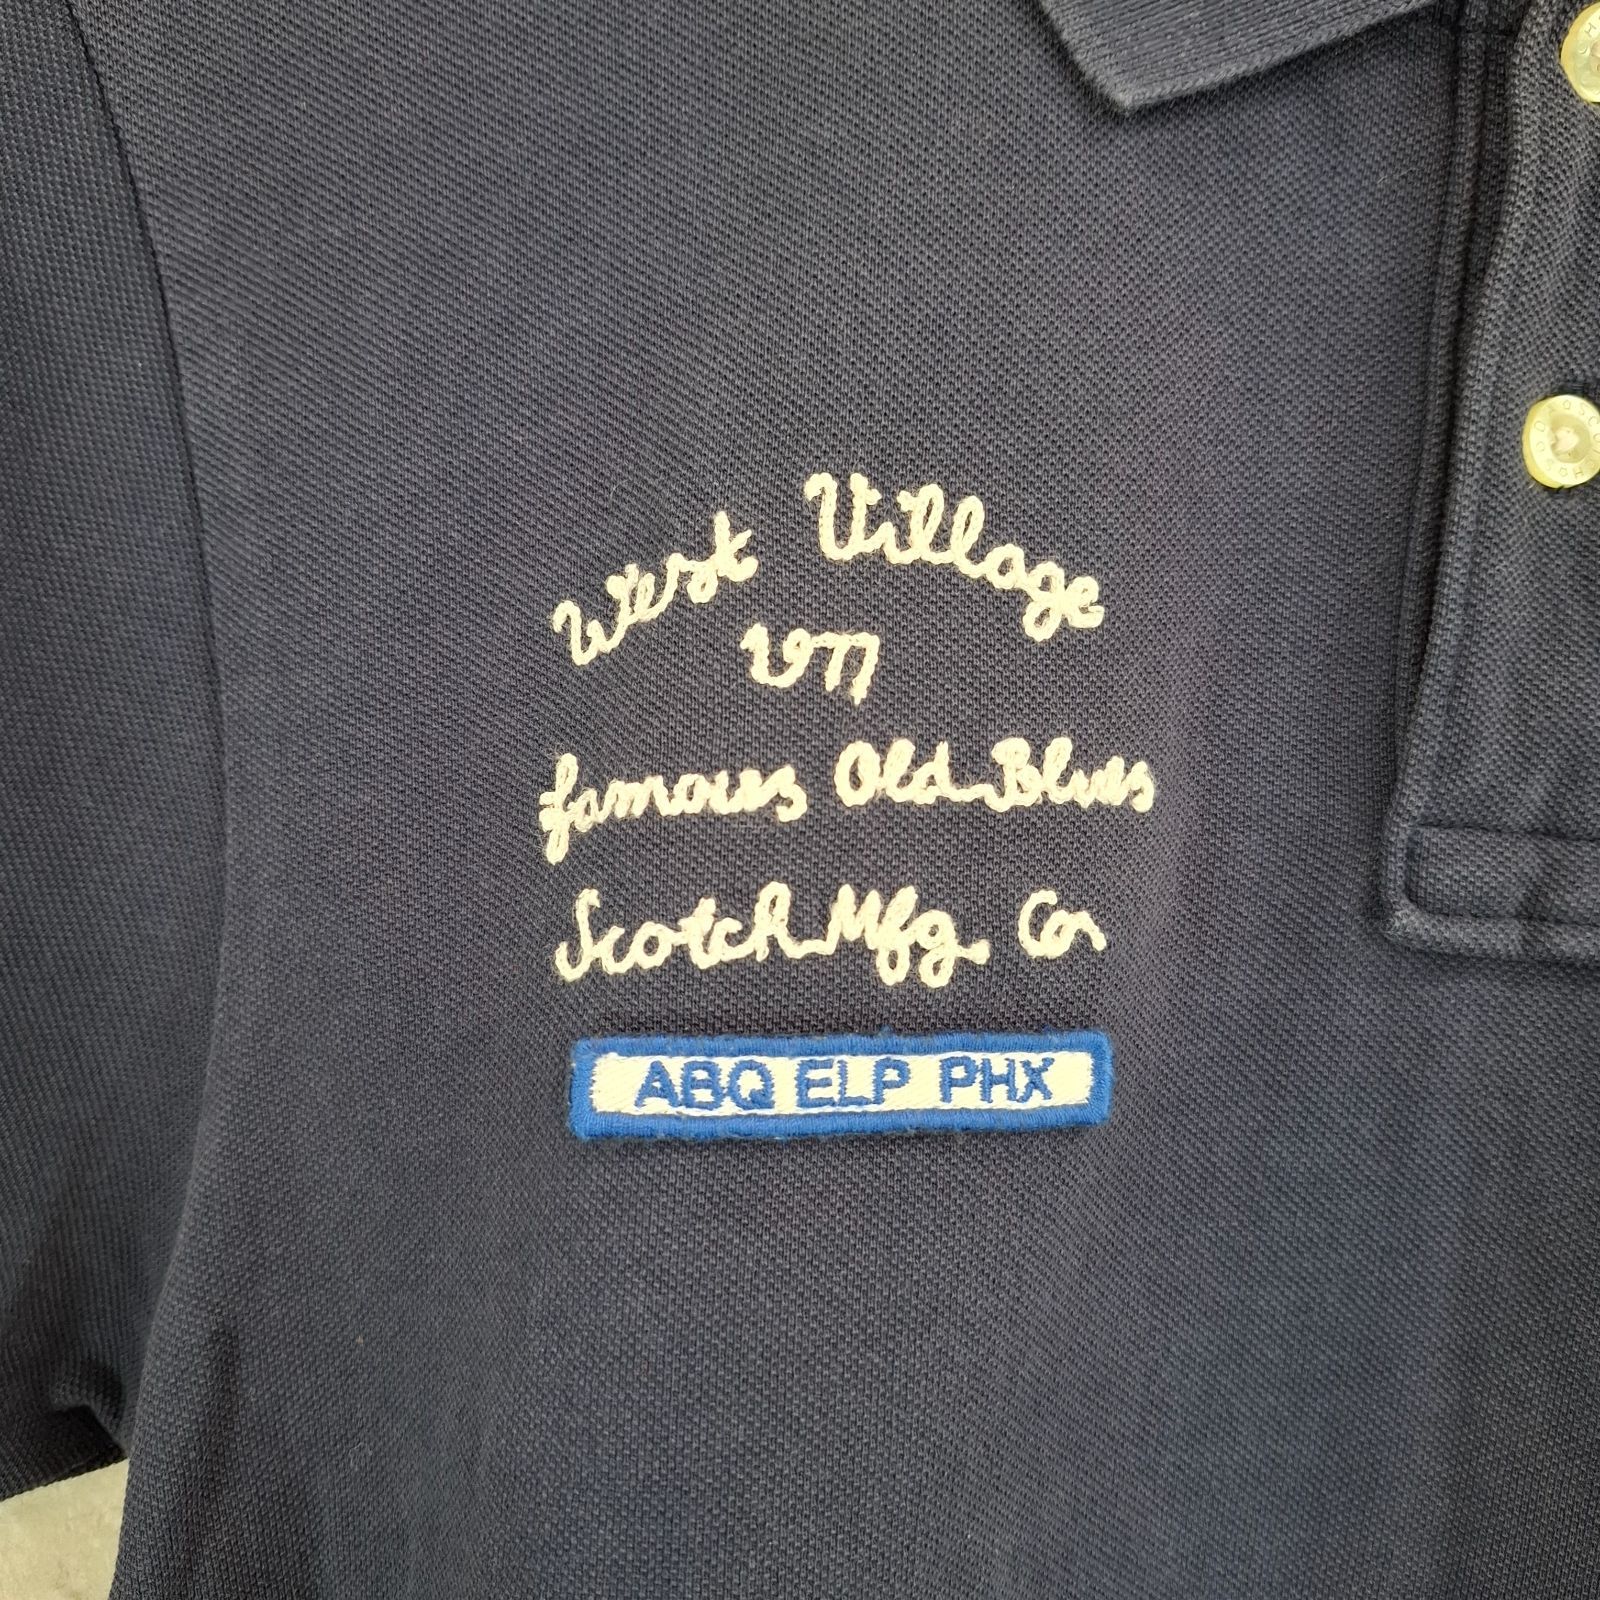 West Village
1977
famous Old Blues
Scotch Mfg. Co.
ABQ ELP PHX